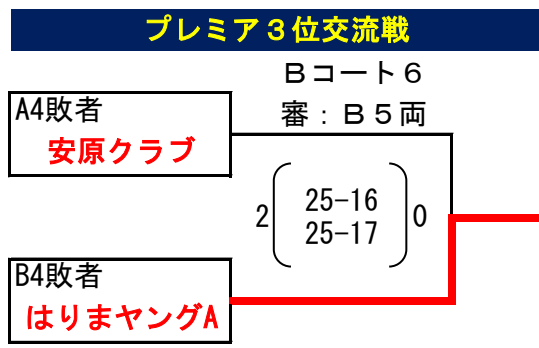 プレミア３位交流戦
Ｂコート６
審：Ｂ５両
A4敗者
安原クラブ
2
25-16
25-17
0
B4敗者
はりまヤングA